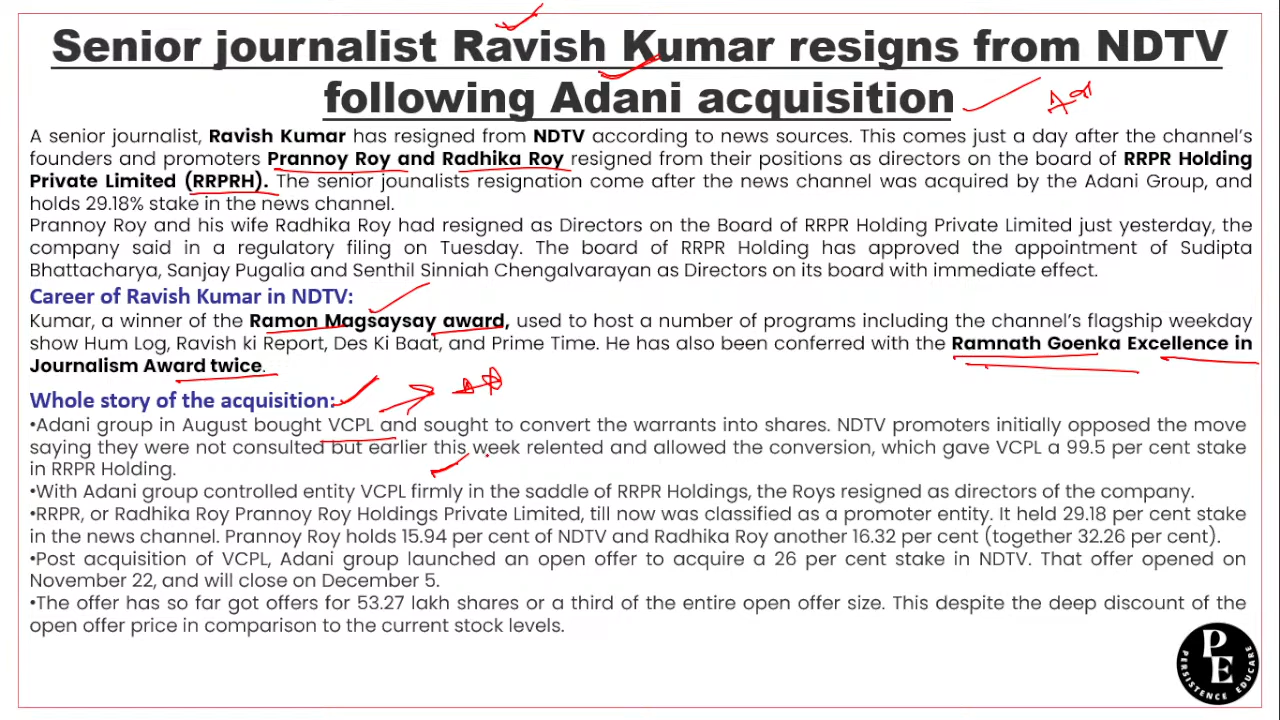 Senior journalist Ravish Kumar resigns from NDTV
following Adani acquisition
A senior journalist, Ravish Kumar has resigned from NDTV according to news sources. This comes just a day after the channel's
founders and promoters Prannoy Roy and Radhika Roy resigned from their positions as directors on the board of RRPR Holding
Private Limited (RRPRH). The senior jounalists resignation come after the news channel was acquired by the Adani Group, and
holds 29.18% stake in the news channel.
Prannoy Roy and his wife Radhika Roy had resigned as Directors on the Board of RRPR Holding Private Limited just yesterday, the
company said in a regulatory filing on Tuesday. The board of RRPR Holding has approved the appointment of Sudipta
Bhattacharya, Sanjay Pugalia and Senthil Sinniah Chengalvarayan as Directors on its board with immediate effect.
Career of Ravish Kumar in NDTV:
Kumar, a winner of the Ramon Magsaysay award, used to host a number of programs including the channel's flagship weekday
show Hum Log, Ravish ki Report, Des Ki Baat, and Prime Time. He has also been conferred with the Ramnath Goenka Excellence in
Journalism Award twice.
Whole story of the acquisition:
•Adani group in August bought VCPL and sought to convert the warrants into shares. NDTV promoters initially opposed the move
saying they were not consulted but earlier this week relented and allowed the conversion, which gave VCPL a 99.5 per cent stake
in RRPR Holding.
•With Adani group controlled entity VCPL firmly in the saddle of RRPR Holdings, the Roys resigned as directors of the company.
•RRPR, or Radhika Roy Prannoy Roy Holdings Private Limited, till now was classified as a promoter entity. It held 29.18 per cent stake
in the news channel. Prannoy Roy holds 15.94 per cent of NDTV and Radhika Roy another 16.32 per cent (together 32.26 per cent).
•Post acquisition of VCPL, Adani group launched an open offer to acquire a 26 per cent stake in NDTV. That offer opened on
November 22, and will close on December 5.
•The offer has so far got offers for 53.27 lakh shares or a third of the entire open offer size. This despite the deep discount of the
open offer price in comparison to the current stock levels.
P
E
PERSISTENCE EDUCARE